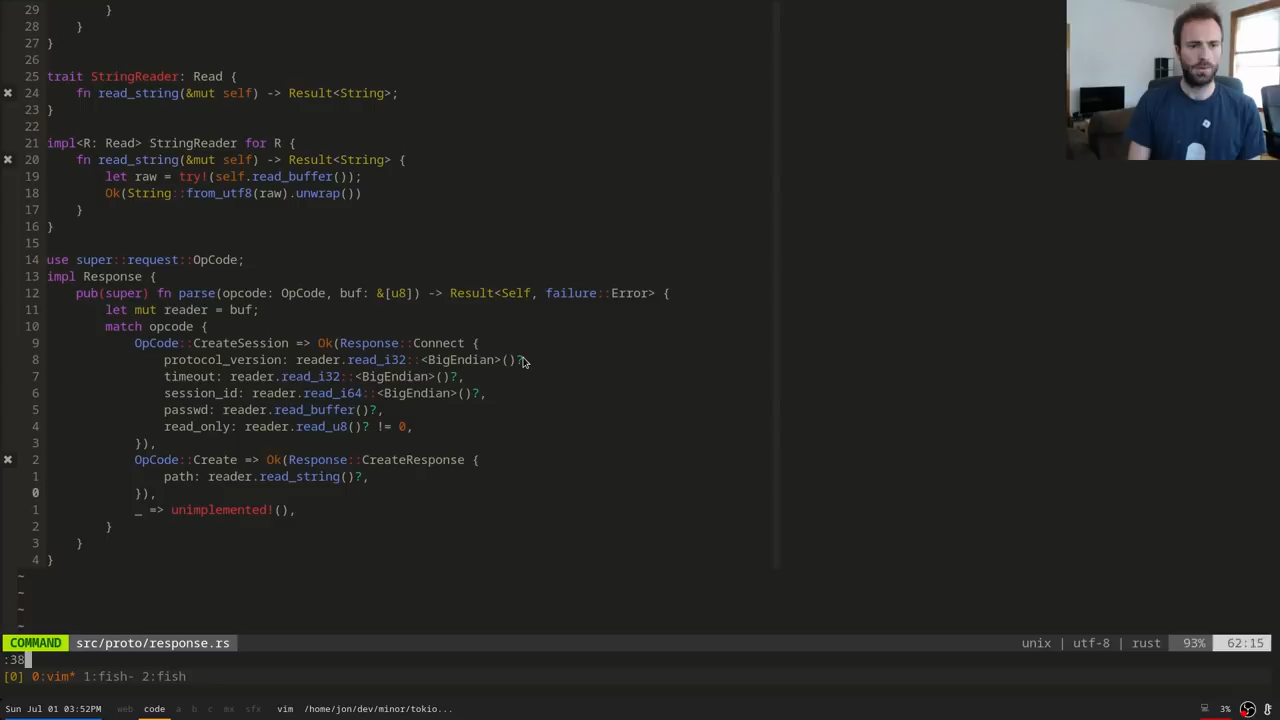 29         }
28     }
27 }
26
25 trait StringReader: Read {
✖ 24     fn read_string(&mut self) -> Result<String>;
23 }
22
21 impl<R: Read> StringReader for R {
✖ 20     fn read_string(&mut self) -> Result<String> {
19         let raw = try!(self.read_buffer());
18         Ok(String::from_utf8(raw).unwrap())
17     }
16 }
15
14 use super::request::OpCode;
13 impl Response {
12     pub(super) fn parse(opcode: OpCode, buf: &[u8]) -> Result<Self, failure::Error> {
11         let mut reader = buf;
10         match opcode {
9             OpCode::CreateSession => Ok(Response::Connect {
8                 protocol_version: reader.read_i32::<BigEndian>()?
7                 timeout: reader.read_i32::<BigEndian>()?,
6                 session_id: reader.read_i64::<BigEndian>()?,
5                 passwd: reader.read_buffer()?,
4                 read_only: reader.read_u8()? != 0,
3             }),
✖ 2             OpCode::Create => Ok(Response::CreateResponse {
1                 path: reader.read_string()?,
0             }),
1             _ => unimplemented!(),
2         }
3     }
4 }
~
~
~
~
COMMAND src/proto/response.rs unix | utf-8 | rust 93% 62:15
:38
[0] 0:vim* 1:fish- 2:fish
Sun Jul 01 03:52PM web code a b c mx sfx vim /home/jon/dev/minor/tokio... 3%